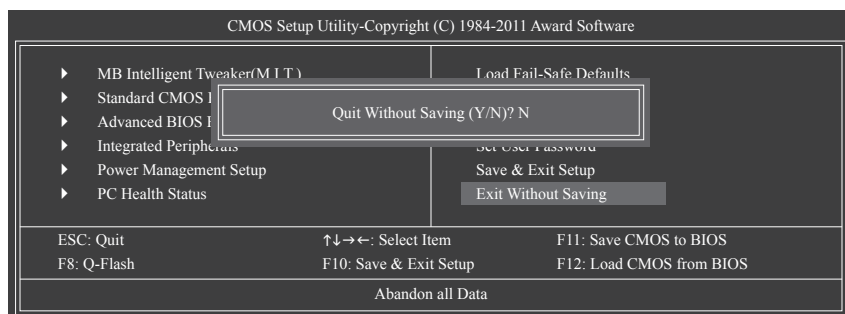 CMOS Setup Utility-Copyright (C) 1984-2011 Award Software
MB Intelligent Tweaker(M.I.T.)
Standard CMOS
Advanced BIOS
Integrated Peripherals
Power Management Setup
PC Health Status
Load Fail-Safe Defaults
Set User Password
Save & Exit Setup
Exit Without Saving
Quit Without Saving (Y/N)? N
ESC: Quit
↑↓→←: Select Item
F11: Save CMOS to BIOS
F8: Q-Flash
F10: Save & Exit Setup
F12: Load CMOS from BIOS
Abandon all Data